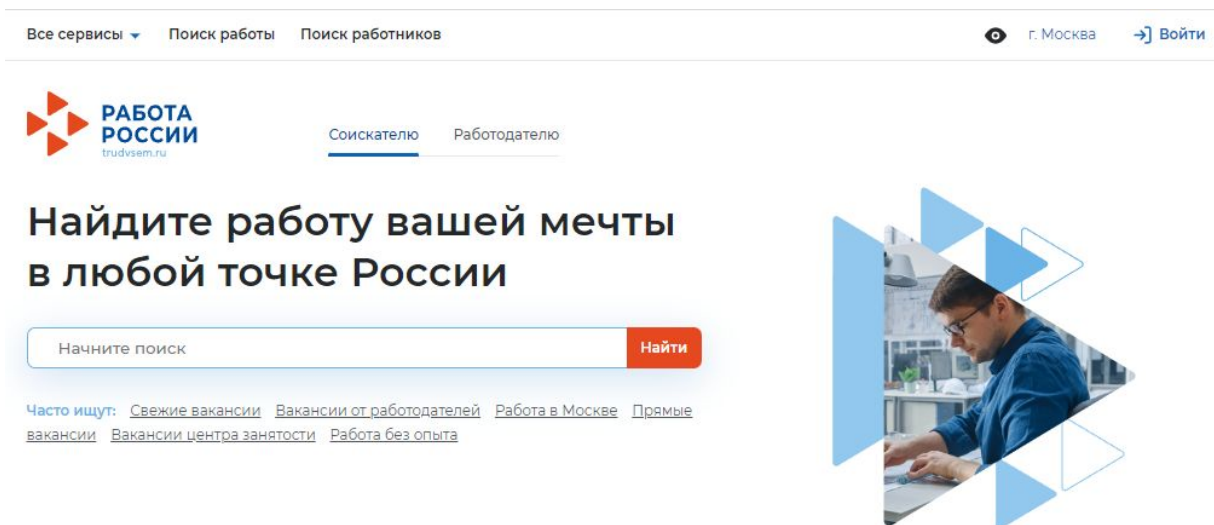 Все сервисы Поиск работы Поиск работников г. Москва Войти
РАБОТА
РОССИИ
trudvsem.ru
Соискателю Работодателю
Найдите работу вашей мечты
в любой точке России
Начните поиск Найти
Часто ищут: Свежие вакансии Вакансии от работодателей Работа в Москве Прямые
вакансии Вакансии центра занятости Работа без опыта